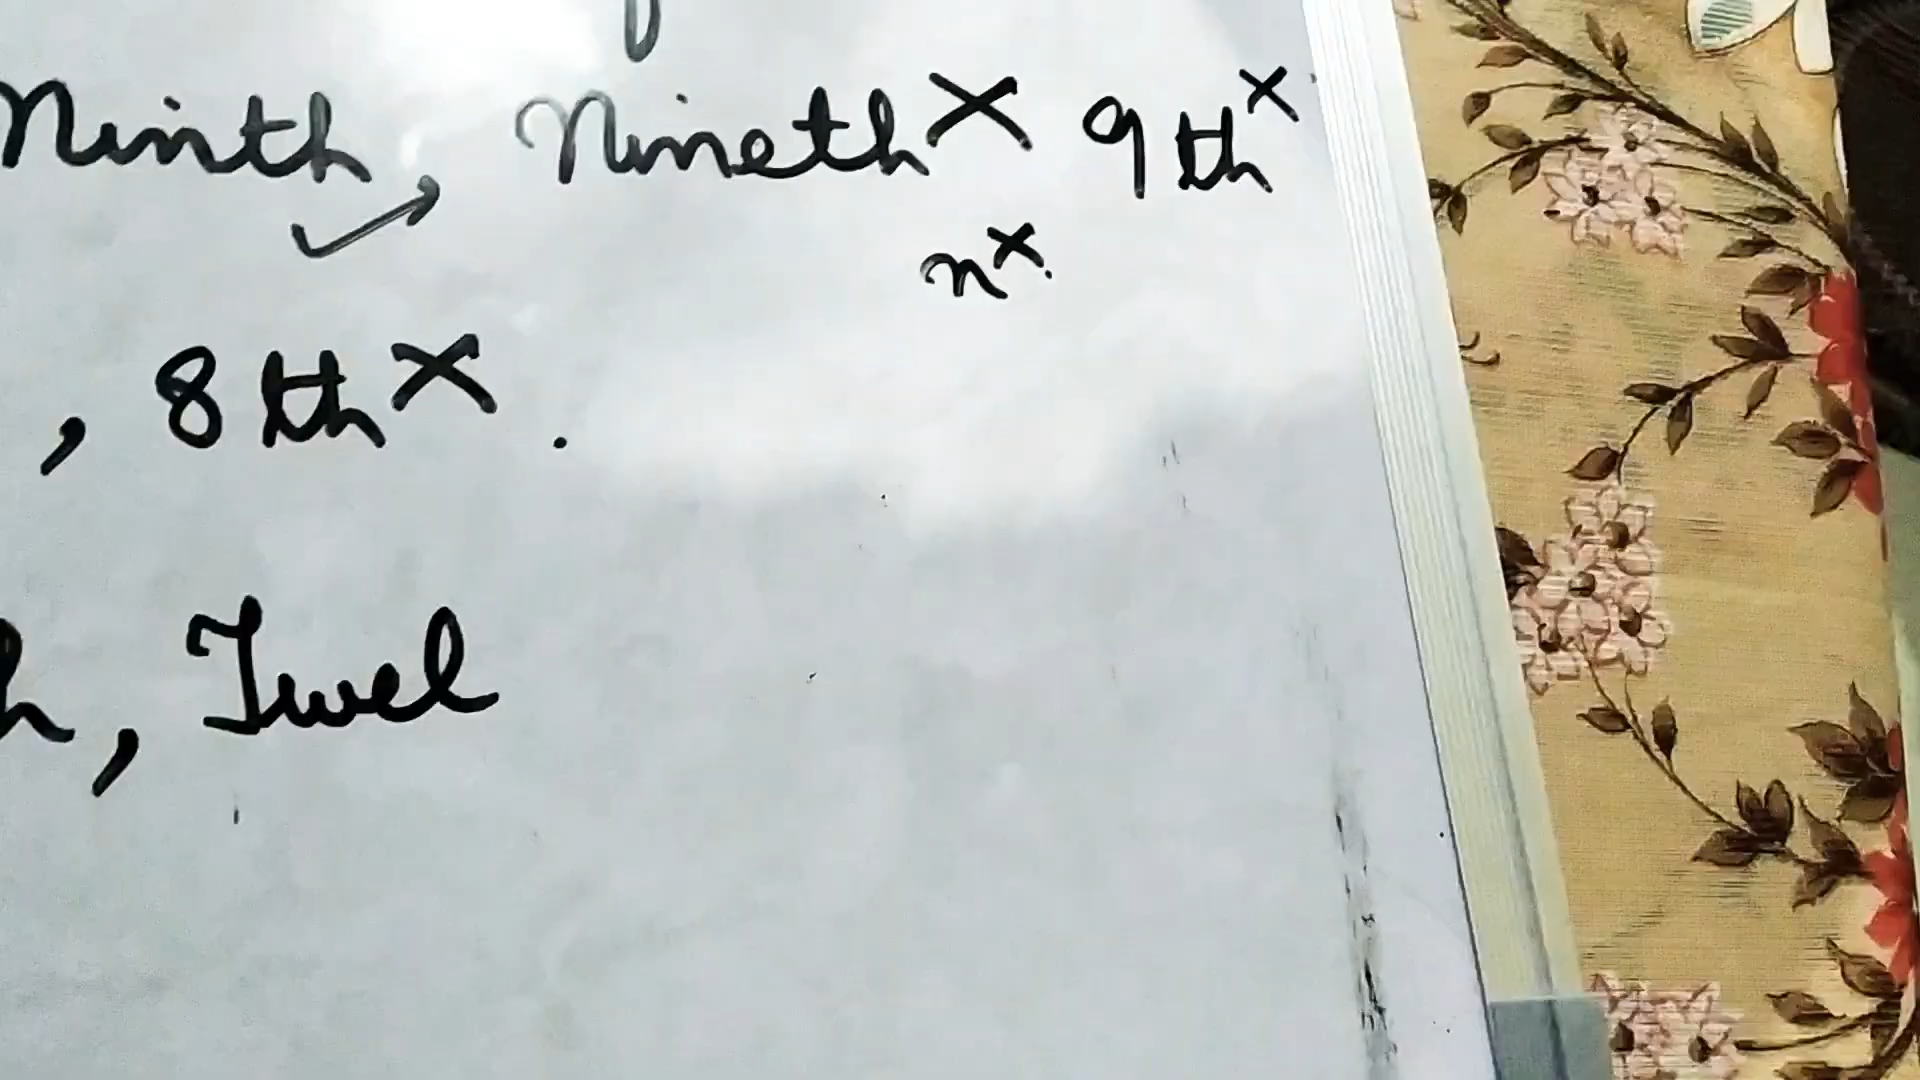 Ninth, Nineth X 9th X
n X.
, 8th X .
h, Twel